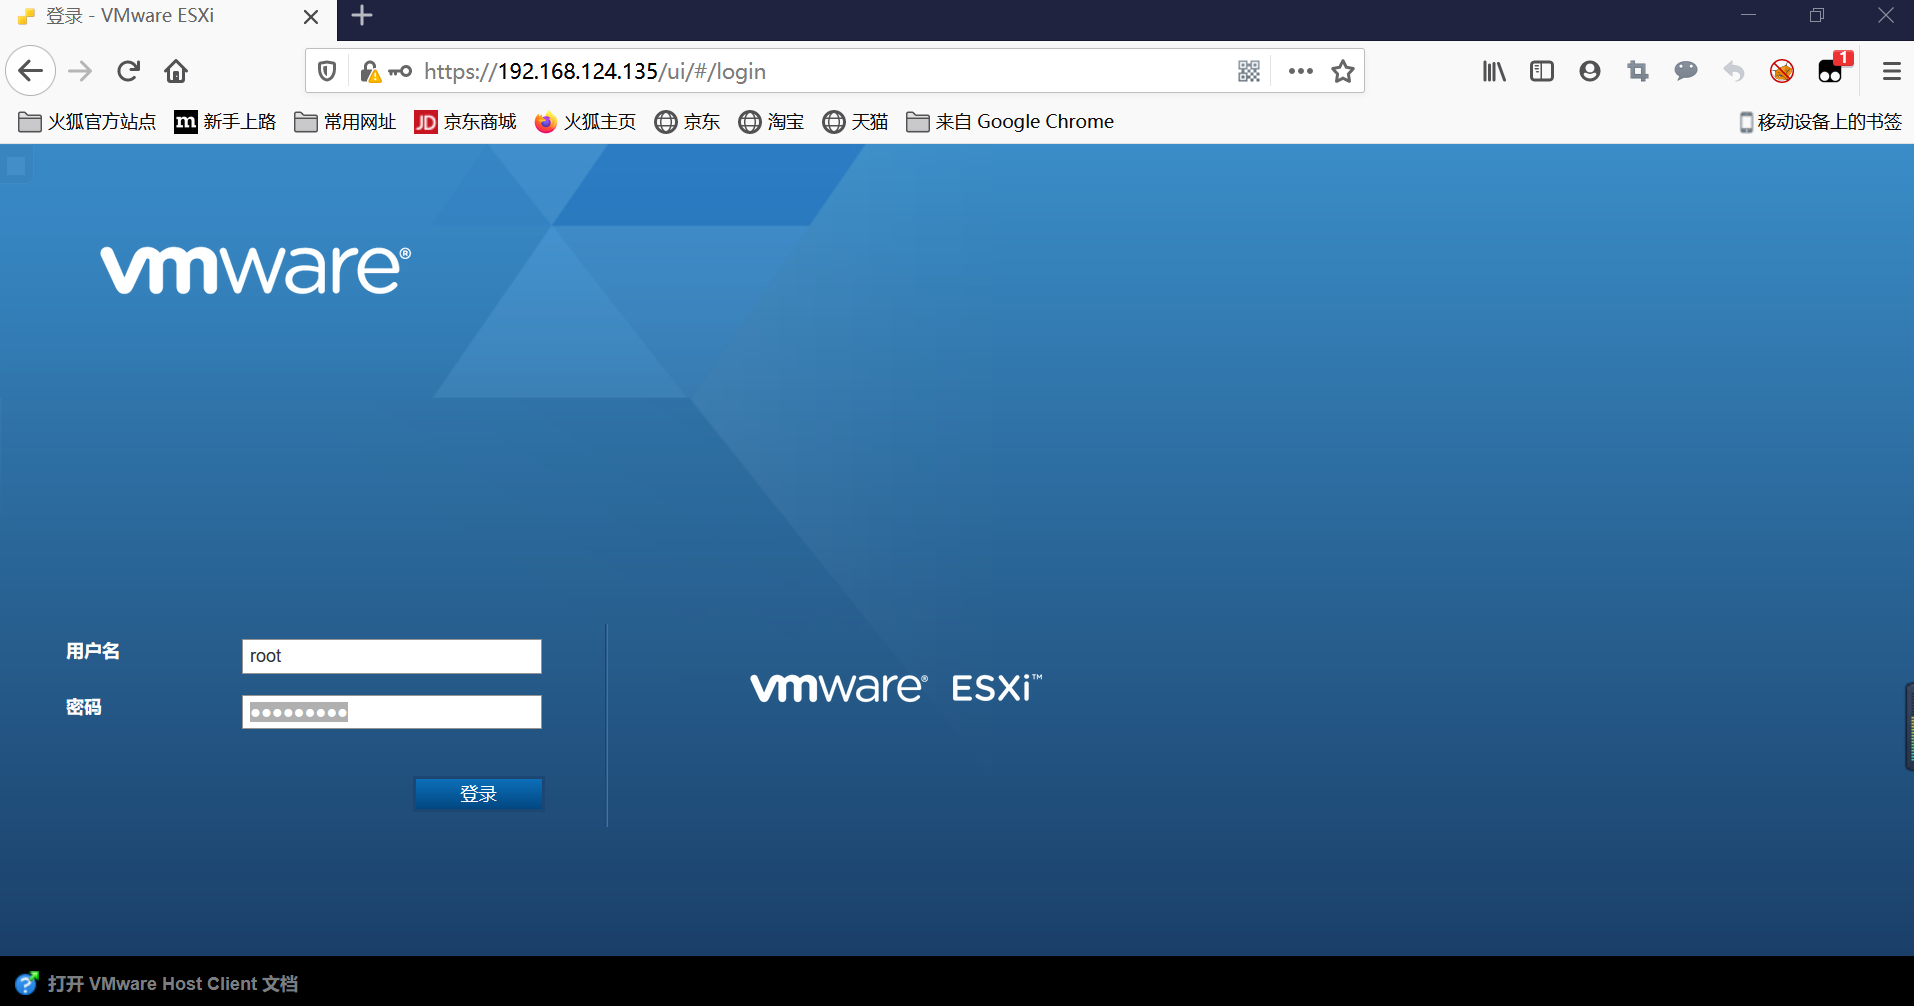 登录 - VMware ESXi
1
https://192.168.124.135/ui/#/login
火狐官方站点 m 新手上路 常用网址 JD 京东商城 火狐主页 京东 淘宝 天猫 来自 Google Chrome 移动设备上的书签
vmware®
用户名 root
密码
vmware® ESXi™
登录
打开 VMware Host Client 文档